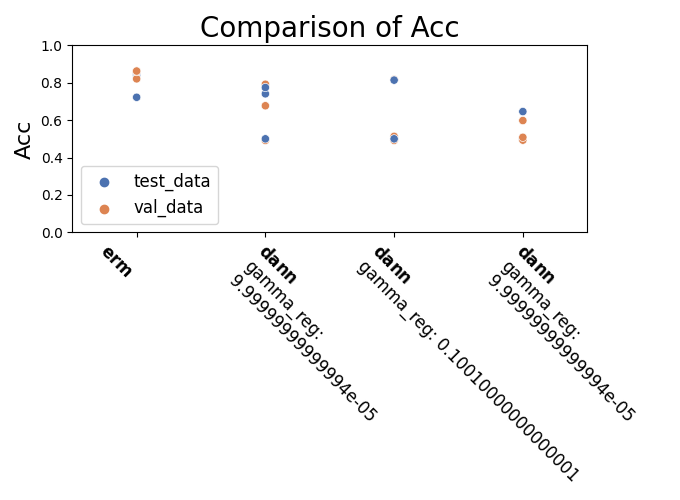 Comparison of Acc
Acc
1.0
0.8
0.6
0.4
0.2
0.0
test_data
val_data
erm
dann
gamma_reg:
9.99999999999994e-05
dann
gamma_reg: 0.10010000000000001
dann
gamma_reg:
9.99999999999994e-05